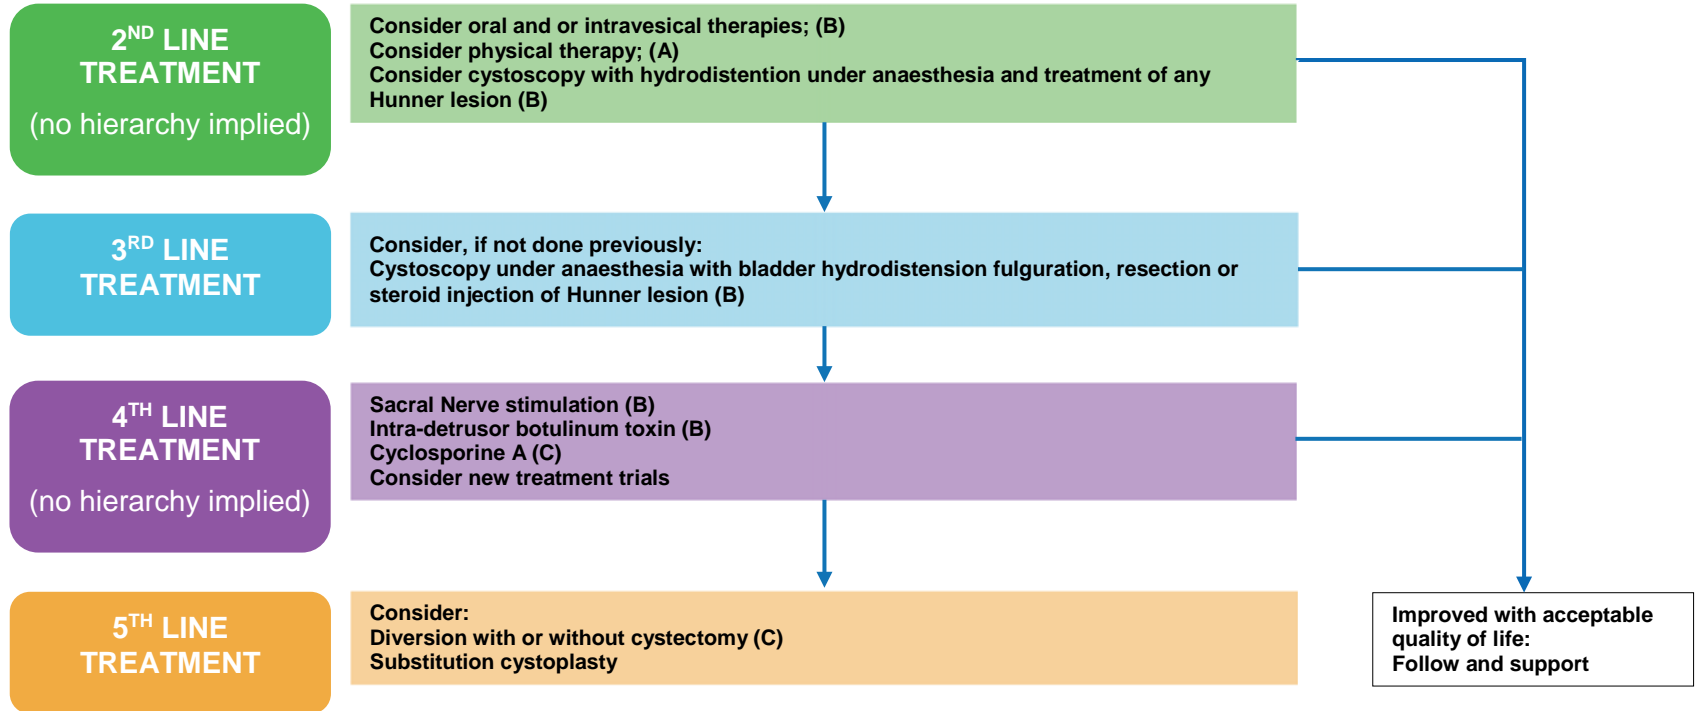 2ND LINE
TREATMENT
(no hierarchy implied)
Consider oral and or intravesical therapies; (B)
Consider physical therapy; (A)
Consider cystoscopy with hydrodistention under anaesthesia and treatment of any
Hunner lesion (B)
3RD LINE
TREATMENT
Consider, if not done previously:
Cystoscopy under anaesthesia with bladder hydrodistension fulguration, resection or
steroid injection of Hunner lesion (B)
4TH LINE
TREATMENT
(no hierarchy implied)
Sacral Nerve stimulation (B)
Intra-detrusor botulinum toxin (B)
Cyclosporine A (C)
Consider new treatment trials
5TH LINE
TREATMENT
Consider:
Diversion with or without cystectomy (C)
Substitution cystoplasty
Improved with acceptable
quality of life:
Follow and support